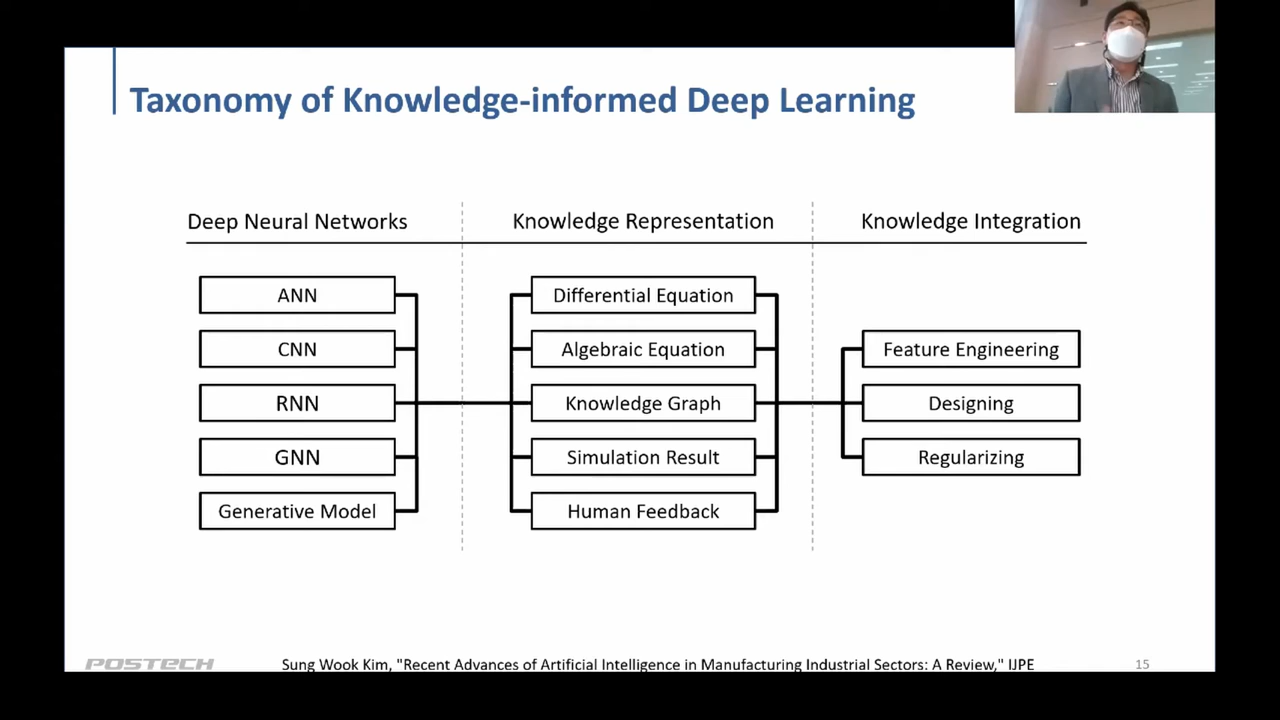 Taxonomy of Knowledge-informed Deep Learning
Deep Neural Networks
Knowledge Representation
Knowledge Integration
ANN
CNN
RNN
GNN
Generative Model
Differential Equation
Algebraic Equation
Knowledge Graph
Simulation Result
Human Feedback
Feature Engineering
Designing
Regularizing
POSTECH
Sung Wook Kim, "Recent Advances of Artificial Intelligence in Manufacturing Industrial Sectors: A Review," IJPE
15